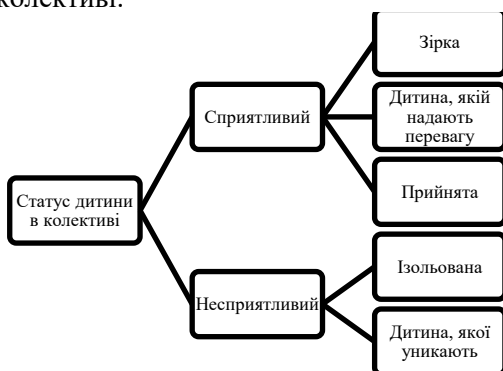 колективі.
Зірка
Сприятливий
Дитина, якій
надають
перевагу
Прийнята
Статус дитини
в колективі
Ізольована
Несприятливий
Дитина, якої
уникають